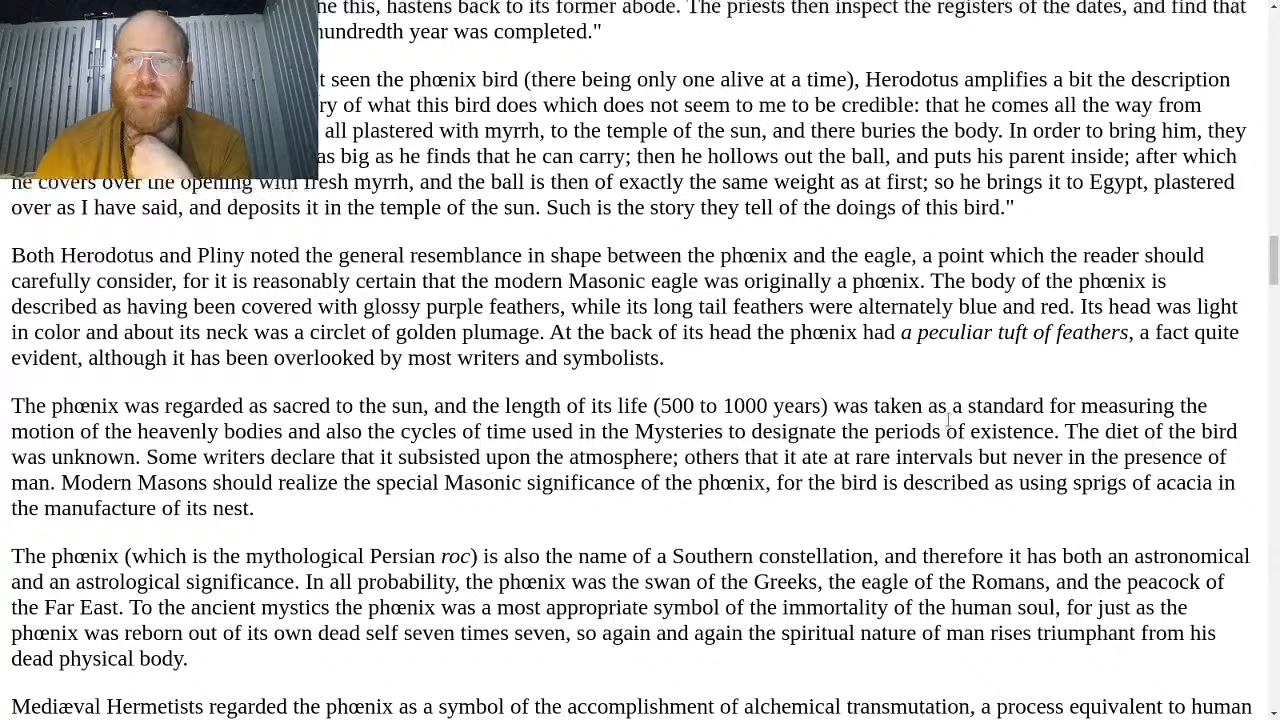 ne this, hastens back to its former abode. The priests then inspect the registers of the dates, and find that
hundredth year was completed."
t seen the phœnix bird (there being only one alive at a time), Herodotus amplifies a bit the description
ry of what this bird does which does not seem to me to be credible: that he comes all the way from
all plastered with myrrh, to the temple of the sun, and there buries the body. In order to bring him, they
as big as he finds that he can carry; then he hollows out the ball, and puts his parent inside; after which
he covers over the opening with fresh myrrh, and the ball is then of exactly the same weight as at first; so he brings it to Egypt, plastered
over as I have said, and deposits it in the temple of the sun. Such is the story they tell of the doings of this bird."
Both Herodotus and Pliny noted the general resemblance in shape between the phœnix and the eagle, a point which the reader should
carefully consider, for it is reasonably certain that the modern Masonic eagle was originally a phœnix. The body of the phœnix is
described as having been covered with glossy purple feathers, while its long tail feathers were alternately blue and red. Its head was light
in color and about its neck was a circlet of golden plumage. At the back of its head the phœnix had a peculiar tuft of feathers, a fact quite
evident, although it has been overlooked by most writers and symbolists.
The phœnix was regarded as sacred to the sun, and the length of its life (500 to 1000 years) was taken as a standard for measuring the
motion of the heavenly bodies and also the cycles of time used in the Mysteries to designate the periods of existence. The diet of the bird
was unknown. Some writers declare that it subsisted upon the atmosphere; others that it ate at rare intervals but never in the presence of
man. Modern Masons should realize the special Masonic significance of the phœnix, for the bird is described as using sprigs of acacia in
the manufacture of its nest.
The phœnix (which is the mythological Persian roc) is also the name of a Southern constellation, and therefore it has both an astronomical
and an astrological significance. In all probability, the phœnix was the swan of the Greeks, the eagle of the Romans, and the peacock of
the Far East. To the ancient mystics the phœnix was a most appropriate symbol of the immortality of the human soul, for just as the
phœnix was reborn out of its own dead self seven times seven, so again and again the spiritual nature of man rises triumphant from his
dead physical body.
Mediæval Hermetists regarded the phœnix as a symbol of the accomplishment of alchemical transmutation, a process equivalent to human